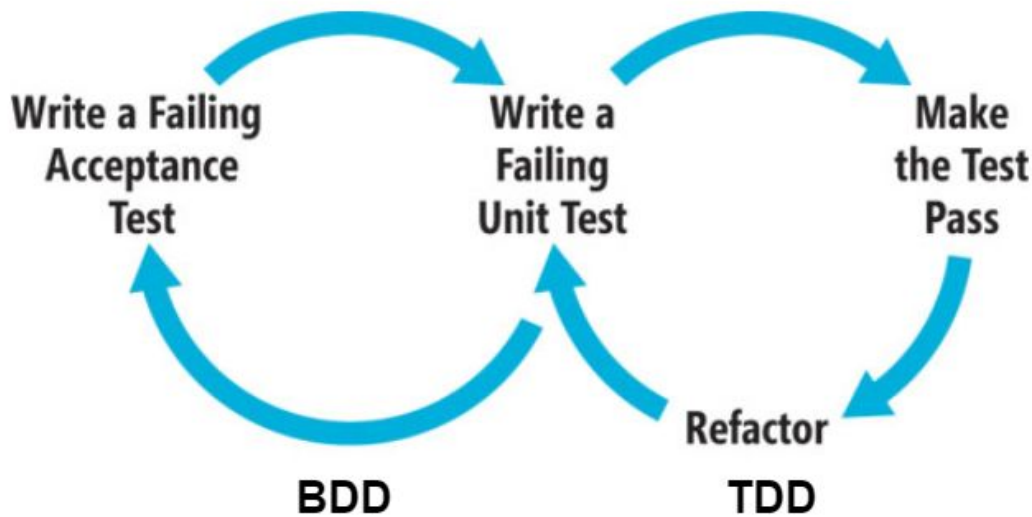 Write a Failing
Acceptance
Test
Write a
Failing
Unit Test
Make
the Test
Pass
Refactor
BDD
TDD